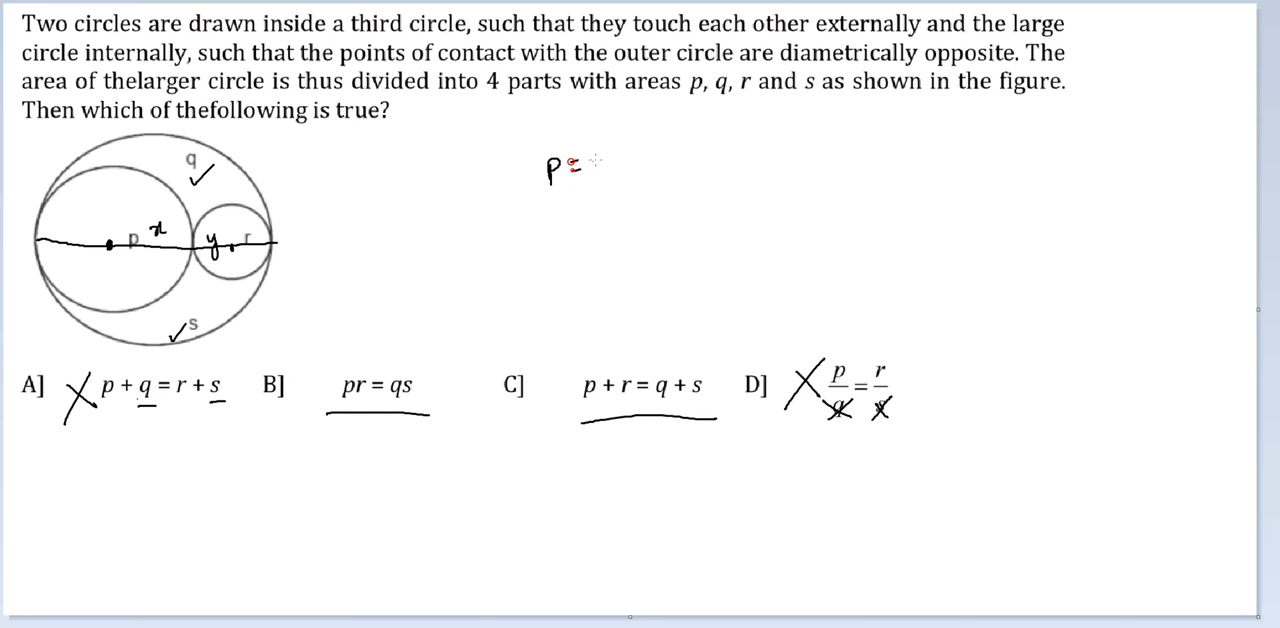 Two circles are drawn inside a third circle, such that they touch each other externally and the large
circle internally, such that the points of contact with the outer circle are diametrically opposite. The
area of thelarger circle is thus divided into 4 parts with areas p, q, r and s as shown in the figure.
Then which of thefollowing is true?
q
p =
p x y r
s
A] p + q = r + s B] pr = qs C] p + r = q + s D] p/q = r/s